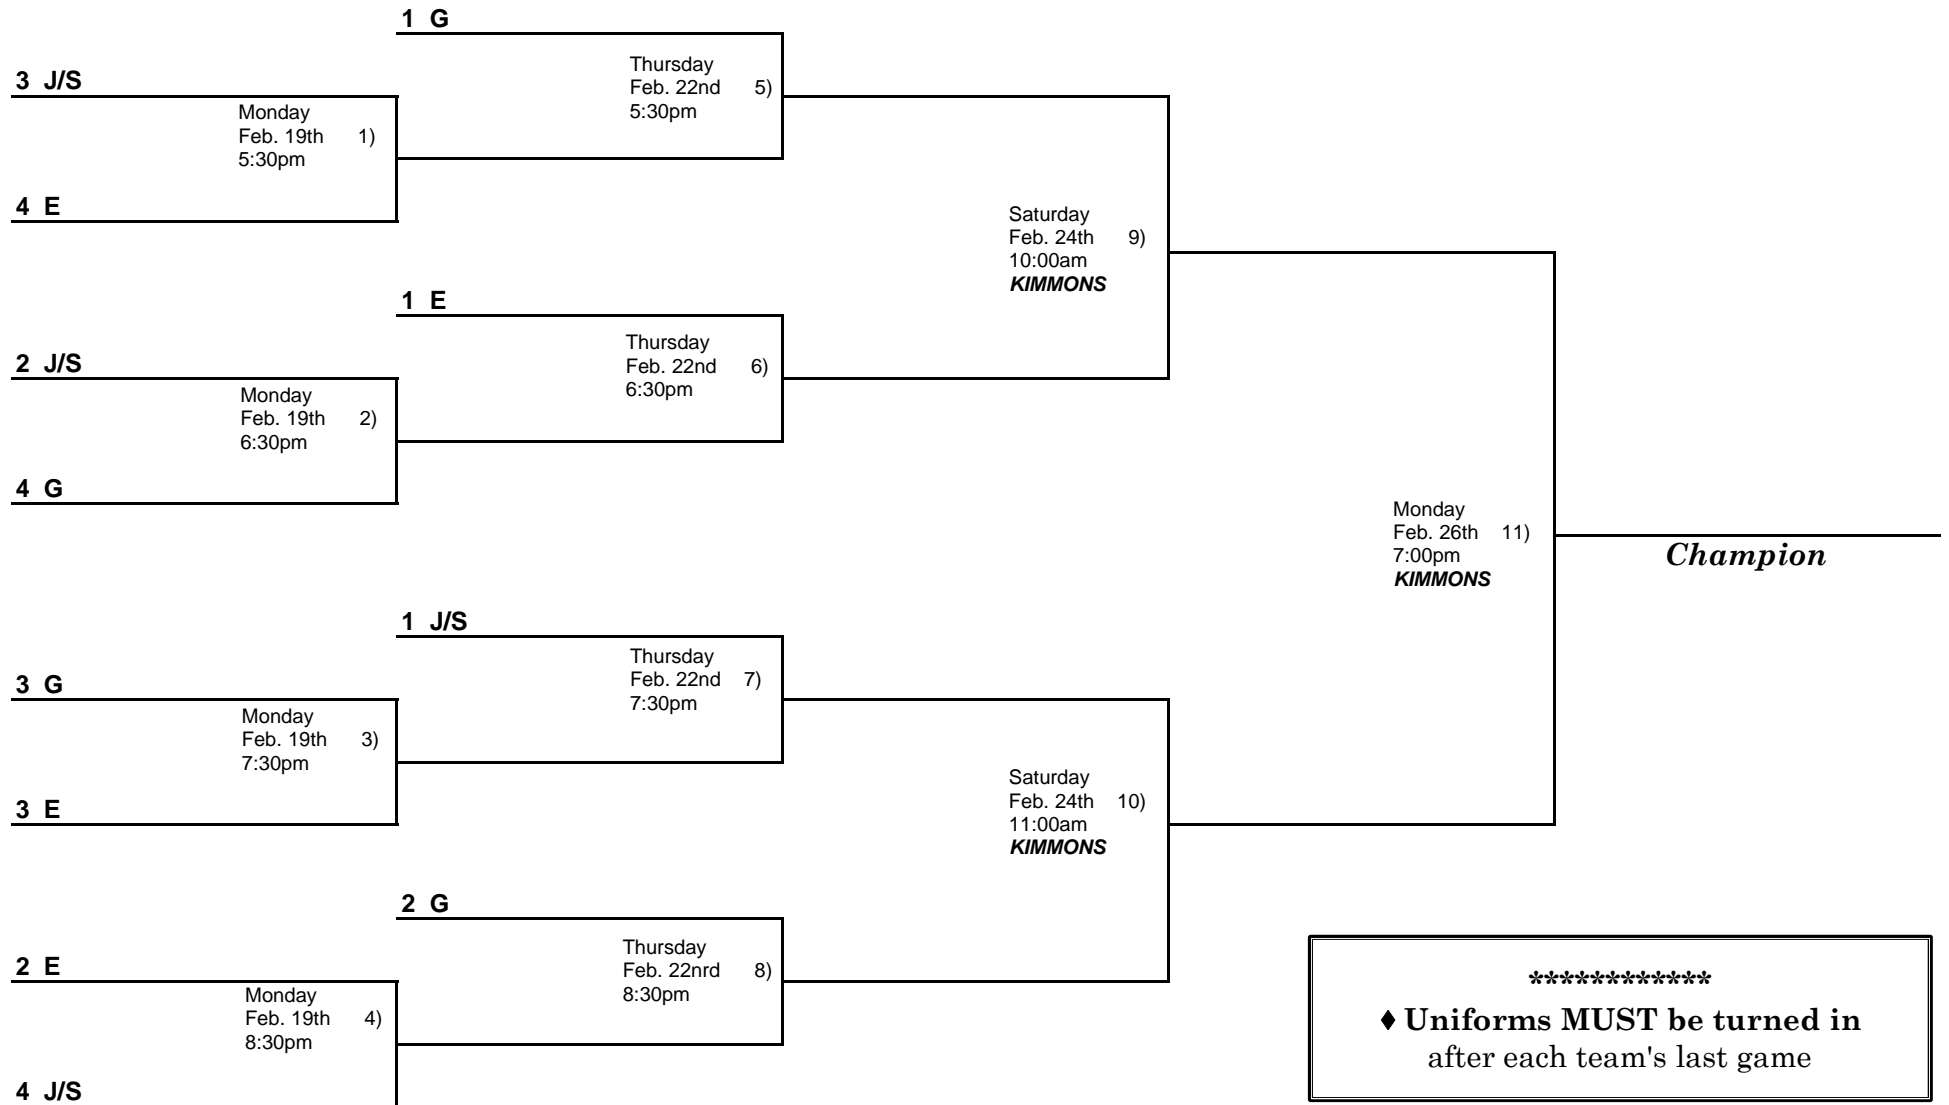 1 G
3 J/S
Thursday
Feb. 22nd 5)
5:30pm
Monday
Feb. 19th 1)
5:30pm
4 E
Saturday
Feb. 24th 9)
10:00am
KIMMONS
1 E
2 J/S
Thursday
Feb. 22nd 6)
6:30pm
Monday
Feb. 19th 2)
6:30pm
4 G
Monday
Feb. 26th 11)
7:00pm
KIMMONS
Champion
1 J/S
3 G
Thursday
Feb. 22nd 7)
7:30pm
Monday
Feb. 19th 3)
7:30pm
3 E
Saturday
Feb. 24th 10)
11:00am
KIMMONS
2 G
2 E
Thursday
Feb. 22nrd 8)
8:30pm
Monday
Feb. 19th 4)
8:30pm
4 J/S
************
♦ Uniforms MUST be turned in
after each team's last game